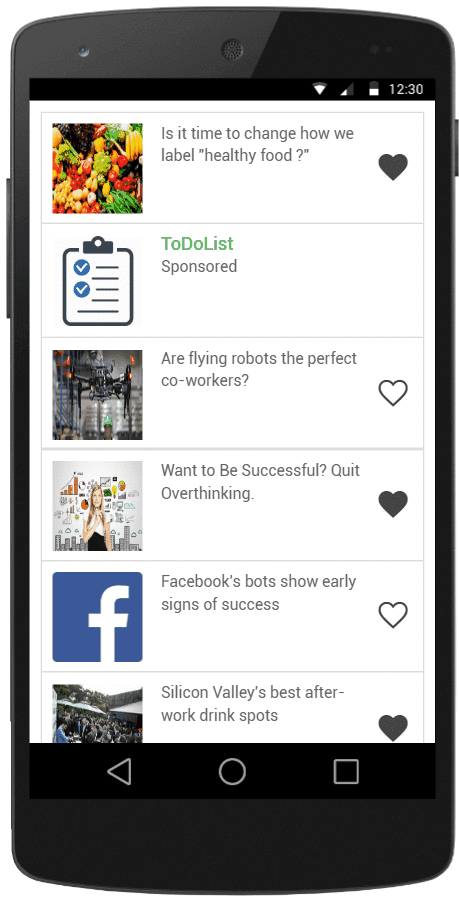 12:30
Is it time to change how we
label "healthy food ?"
ToDoList
Sponsored
Are flying robots the perfect
co-workers?
Want to Be Successful? Quit
Overthinking.
Facebook's bots show early
signs of success
f
Silicon Valley's best after-
work drink spots